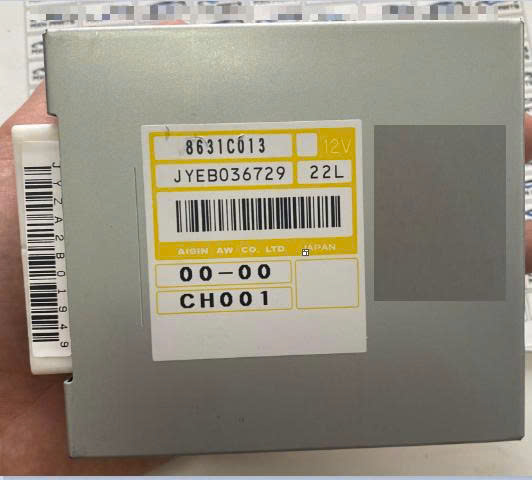 8631C013
12V
JYEB036729 22L
AISIN AW CO. LTD. JAPAN
00-00
CH001
JYZA2B01949